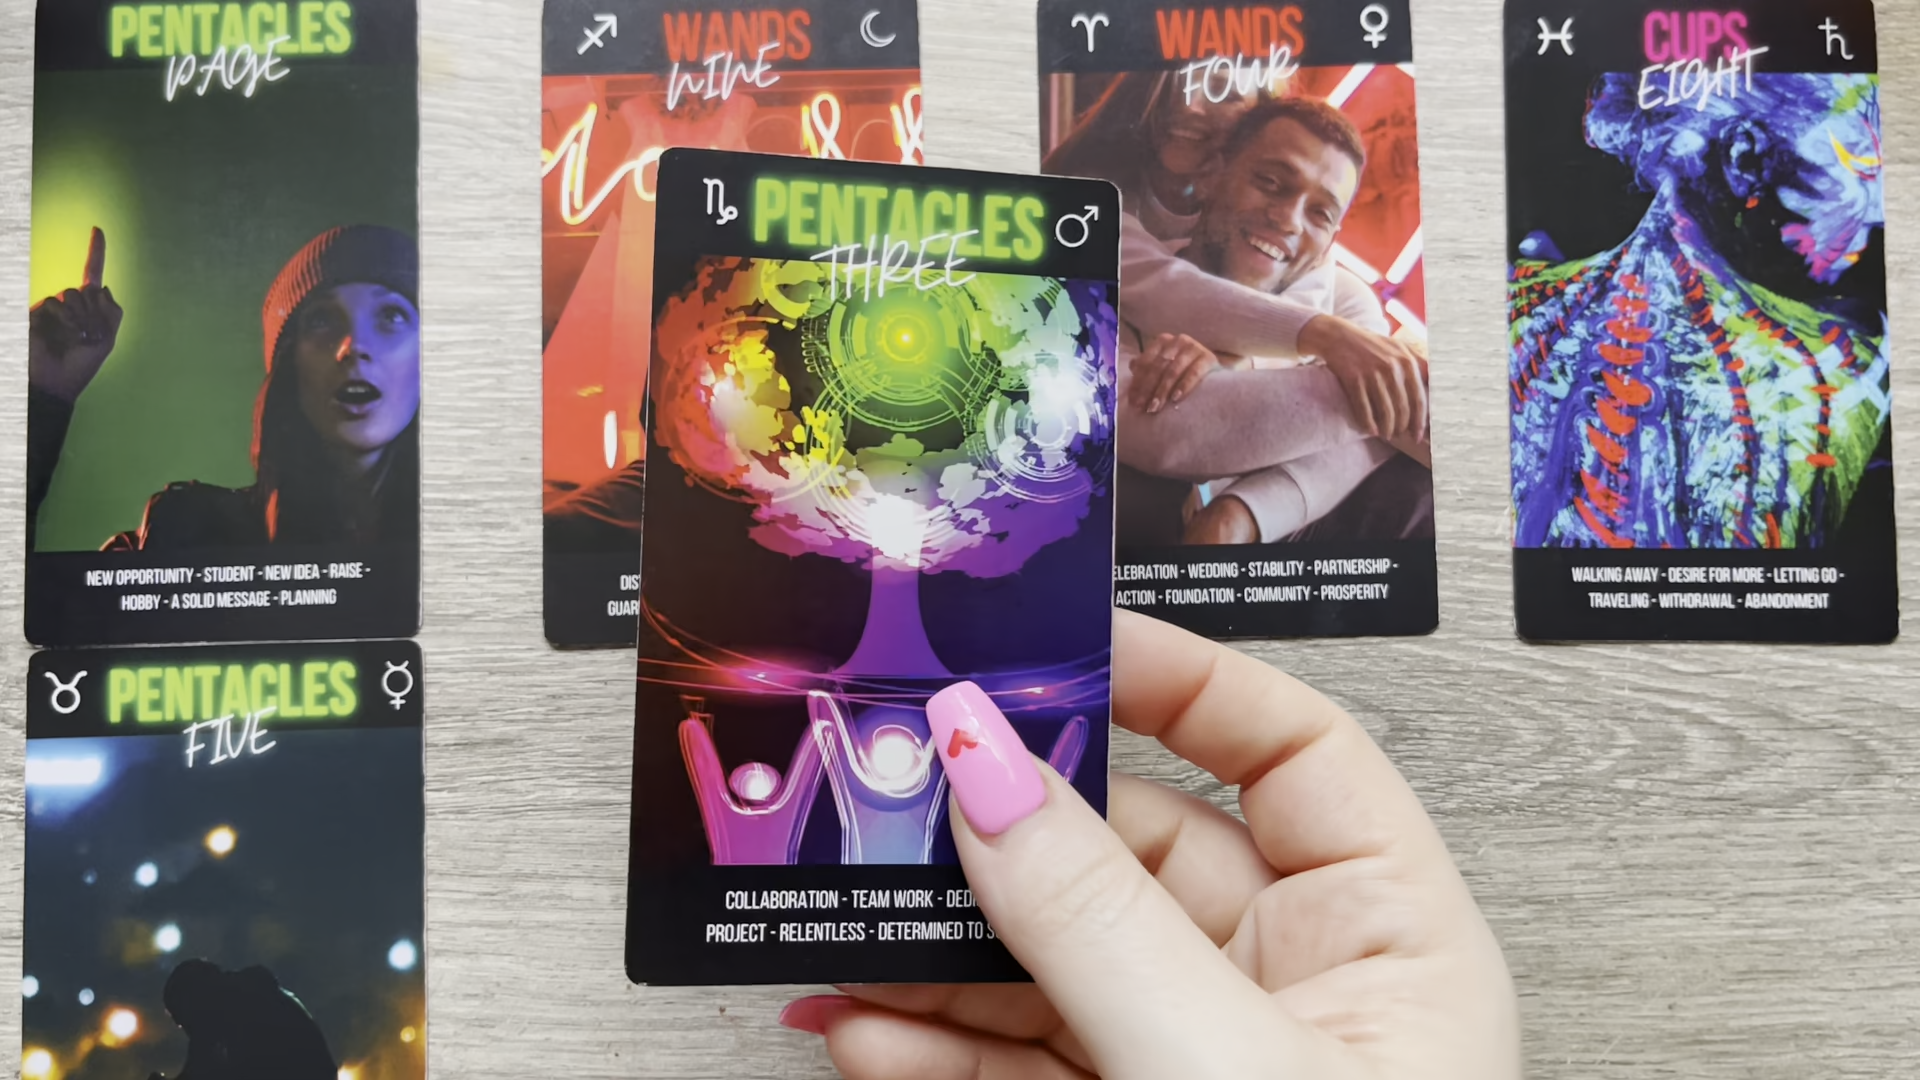 PENTACLES
PAGE
NEW OPPORTUNITY - STUDENT - NEW IDEA - RAISE -
HOBBY - A SOLID MESSAGE - PLANNING
WANDS
NINE
WANDS
FOUR
WEDDING - STABILITY - PARTNERSHIP -
FOUNDATION - COMMUNITY - PROSPERITY
CUPS
EIGHT
WALKING AWAY - DESIRE FOR MORE - LETTING GO -
TRAVELING - WITHDRAWAL - ABANDONMENT
PENTACLES
THREE
COLLABORATION - TEAM WORK -
PROJECT - RELENTLESS - DETERMINED TO
PENTACLES
FIVE